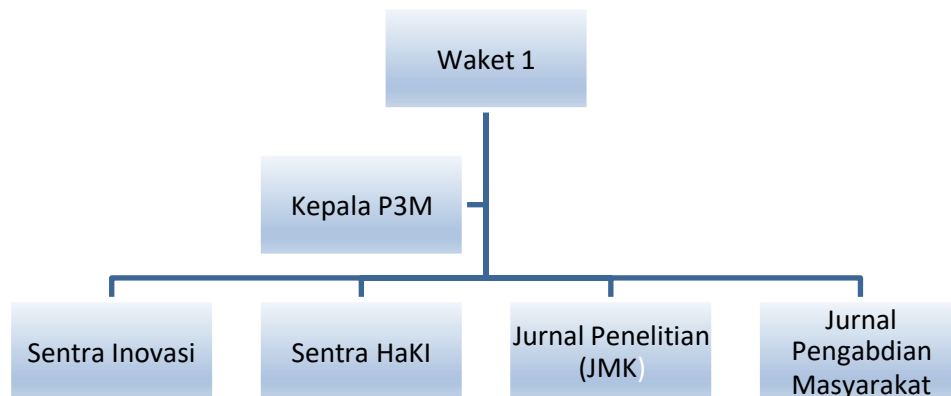 Waket 1
Kepala P3M
Sentra Inovasi
Sentra HaKI
Jurnal Penelitian
(JMK)
Jurnal
Pengabdian
Masyarakat